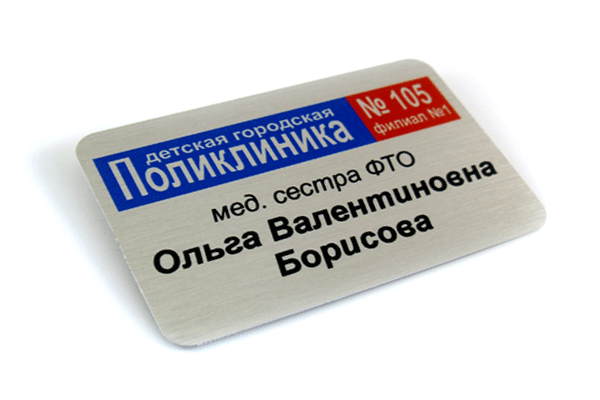 детская городская
Поликлиника
№ 105
филиал №1
мед. сестра ФТО
Ольга Валентиновна
Борисова